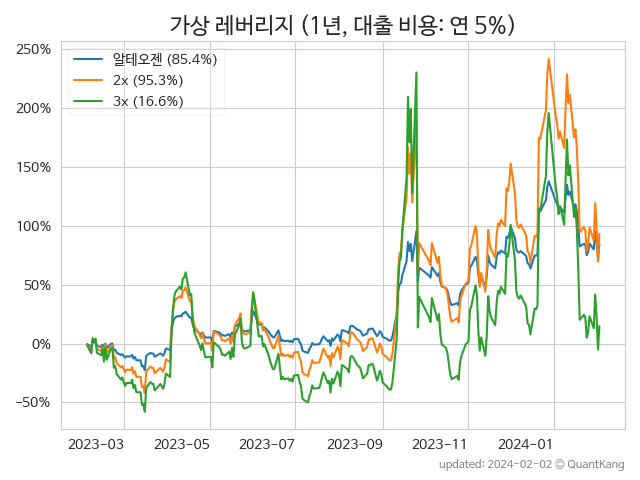 가상 레버리지 (1년, 대출 비용: 연 5%)
250%
200%
150%
100%
50%
0%
−50%
알테오젠 (85.4%)
2x (95.3%)
3x (16.6%)
2023-03
2023-05
2023-07
2023-09
2023-11
2024-01
updated: 2024-02-02 © QuantKang